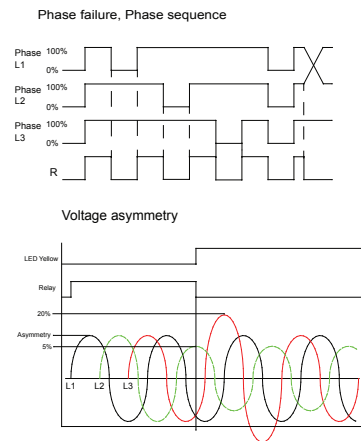 Phase failure, Phase sequence
Phase 100%
L1 0%
Phase 100%
L2 0%
Phase 100%
L3 0%
R
Voltage asymmetry
LED Yellow
Relay
20%
Asymmetry
5%
L1 L2 L3